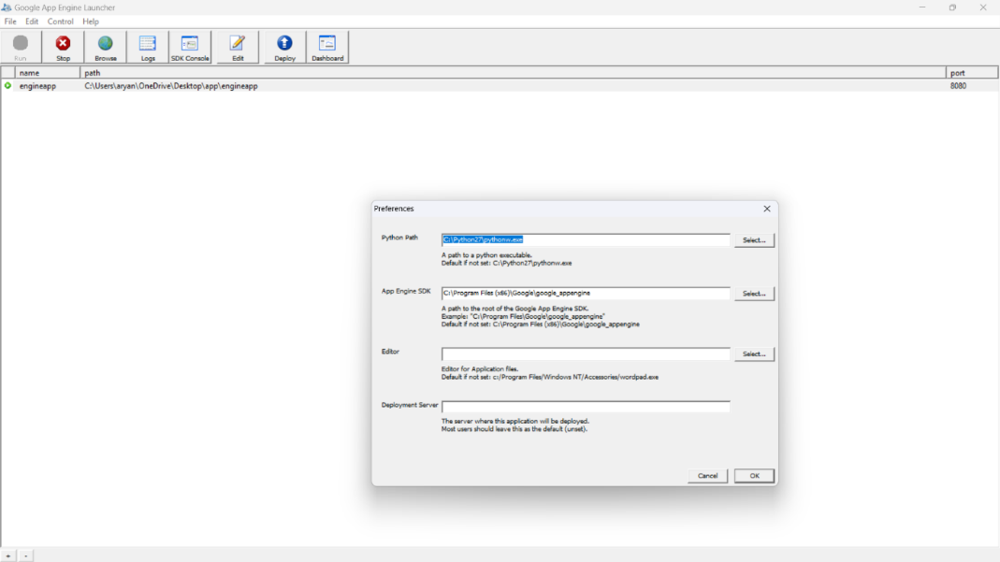 Google App Engine Launcher
File Edit Control Help
Run Stop Browse Logs SDK Console Edit Deploy Dashboard
name path port
engineapp C:\Users\aryan\OneDrive\Desktop\app\engineapp 8080
Preferences
Python Path C:\Python27\pythonw.exe Select...
A path to a python executable.
Default if not set: C:\Python27\pythonw.exe
App Engine SDK C:\Program Files (x86)\Google\google_appengine Select...
A path to the root of the Google App Engine SDK.
Example: "C:\Program Files\Google\google_appengine"
Default if not set: C:\Program Files (x86)\Google\google_appengine
Editor Select...
Editor for Application files.
Default if not set: c:/Program Files/Windows NT/Accessories/wordpad.exe
Deployment Server
The server where this application will be deployed.
Most users should leave this as the default (unset).
Cancel OK
+ -